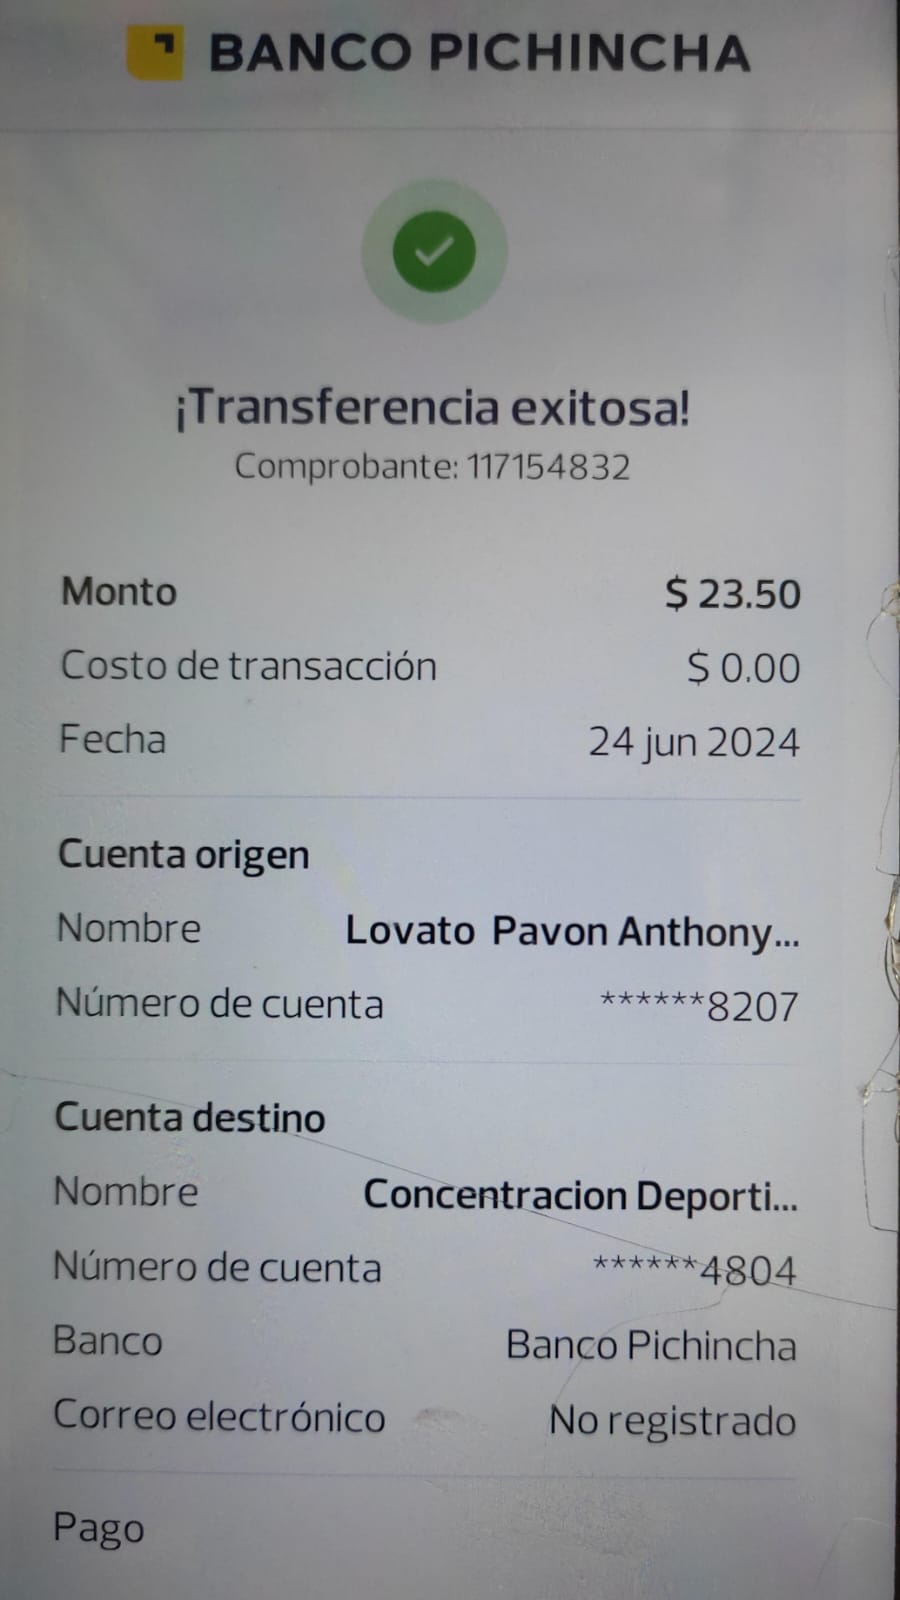 BANCO PICHINCHA
¡Transferencia exitosa!
Comprobante: 117154832
Monto $ 23.50
Costo de transacción $ 0.00
Fecha 24 jun 2024
Cuenta origen
Nombre Lovato Pavon Anthony...
Número de cuenta ******8207
Cuenta destino
Nombre Concentracion Deporti...
Número de cuenta ******4804
Banco Banco Pichincha
Correo electrónico No registrado
Pago